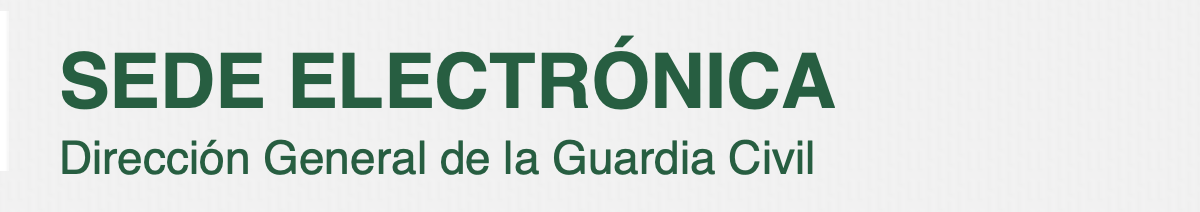 SEDE ELECTRÓNICA
Dirección General de la Guardia Civil